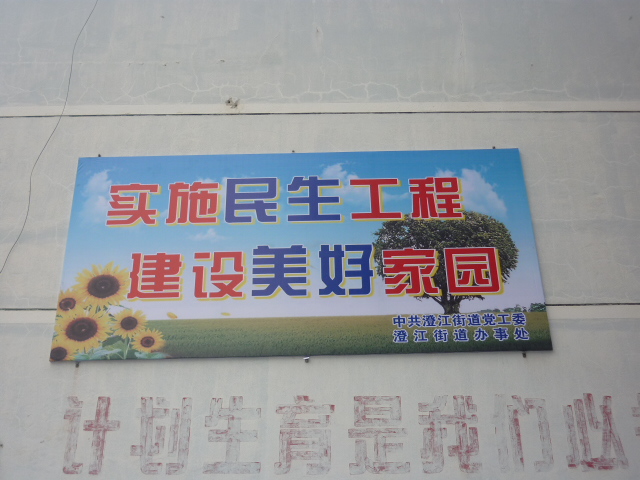 实施民生工程
建设美好家园
中共澄江街道党工委
澄江街道办事处
计划生育是我们必